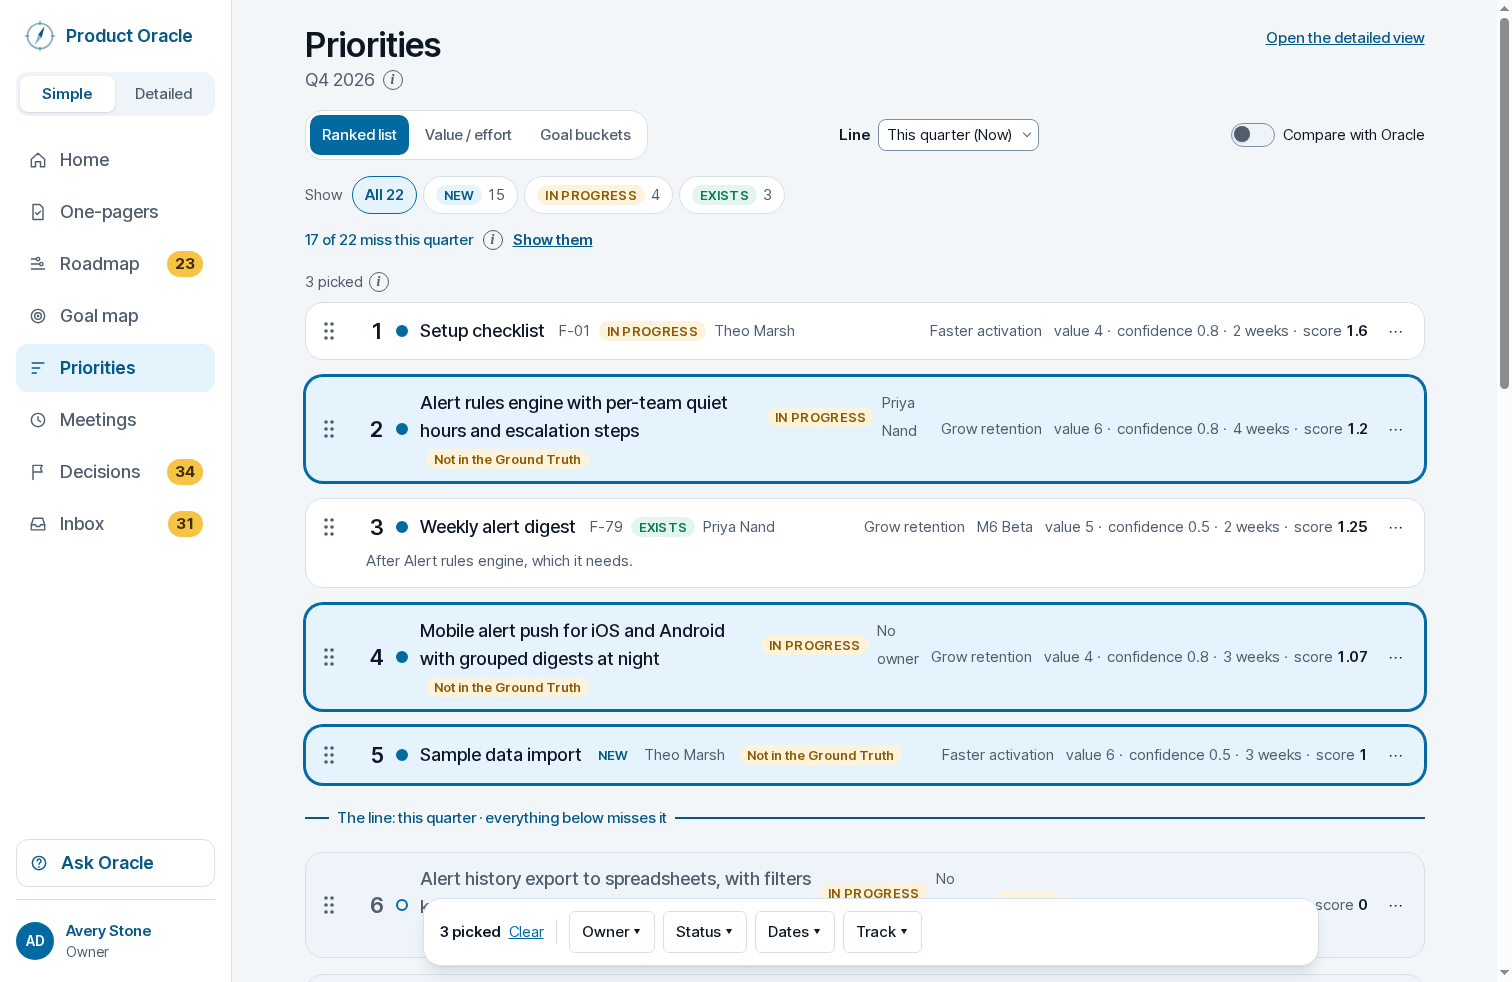 Product Oracle
Simple
Detailed
Home
One-pagers
Roadmap 23
Goal map
Priorities
Meetings
Decisions 34
Inbox 31
Ask Oracle
AD
Avery Stone
Owner
Priorities
Open the detailed view
Q4 2026 i
Ranked list
Value / effort
Goal buckets
Line This quarter (Now)
Compare with Oracle
Show All 22 NEW 15 IN PROGRESS 4 EXISTS 3
17 of 22 miss this quarter i Show them
3 picked i
1 Setup checklist F-01 IN PROGRESS Theo Marsh Faster activation value 4 · confidence 0.8 · 2 weeks · score 1.6 ···
2 Alert rules engine with per-team quiet
hours and escalation steps
IN PROGRESS
Priya
Nand
Grow retention value 6 · confidence 0.8 · 4 weeks · score 1.2 ···
Not in the Ground Truth
3 Weekly alert digest F-79 EXISTS Priya Nand Grow retention M6 Beta value 5 · confidence 0.5 · 2 weeks · score 1.25 ···
After Alert rules engine, which it needs.
4 Mobile alert push for iOS and Android
with grouped digests at night
IN PROGRESS
No
owner
Grow retention value 4 · confidence 0.8 · 3 weeks · score 1.07 ···
Not in the Ground Truth
5 Sample data import NEW Theo Marsh Not in the Ground Truth Faster activation value 6 · confidence 0.5 · 3 weeks · score 1 ···
The line: this quarter · everything below misses it
6 Alert history export to spreadsheets, with filters
IN PROGRESS
No
score 0 ···
3 picked Clear Owner ▾ Status ▾ Dates ▾ Track ▾